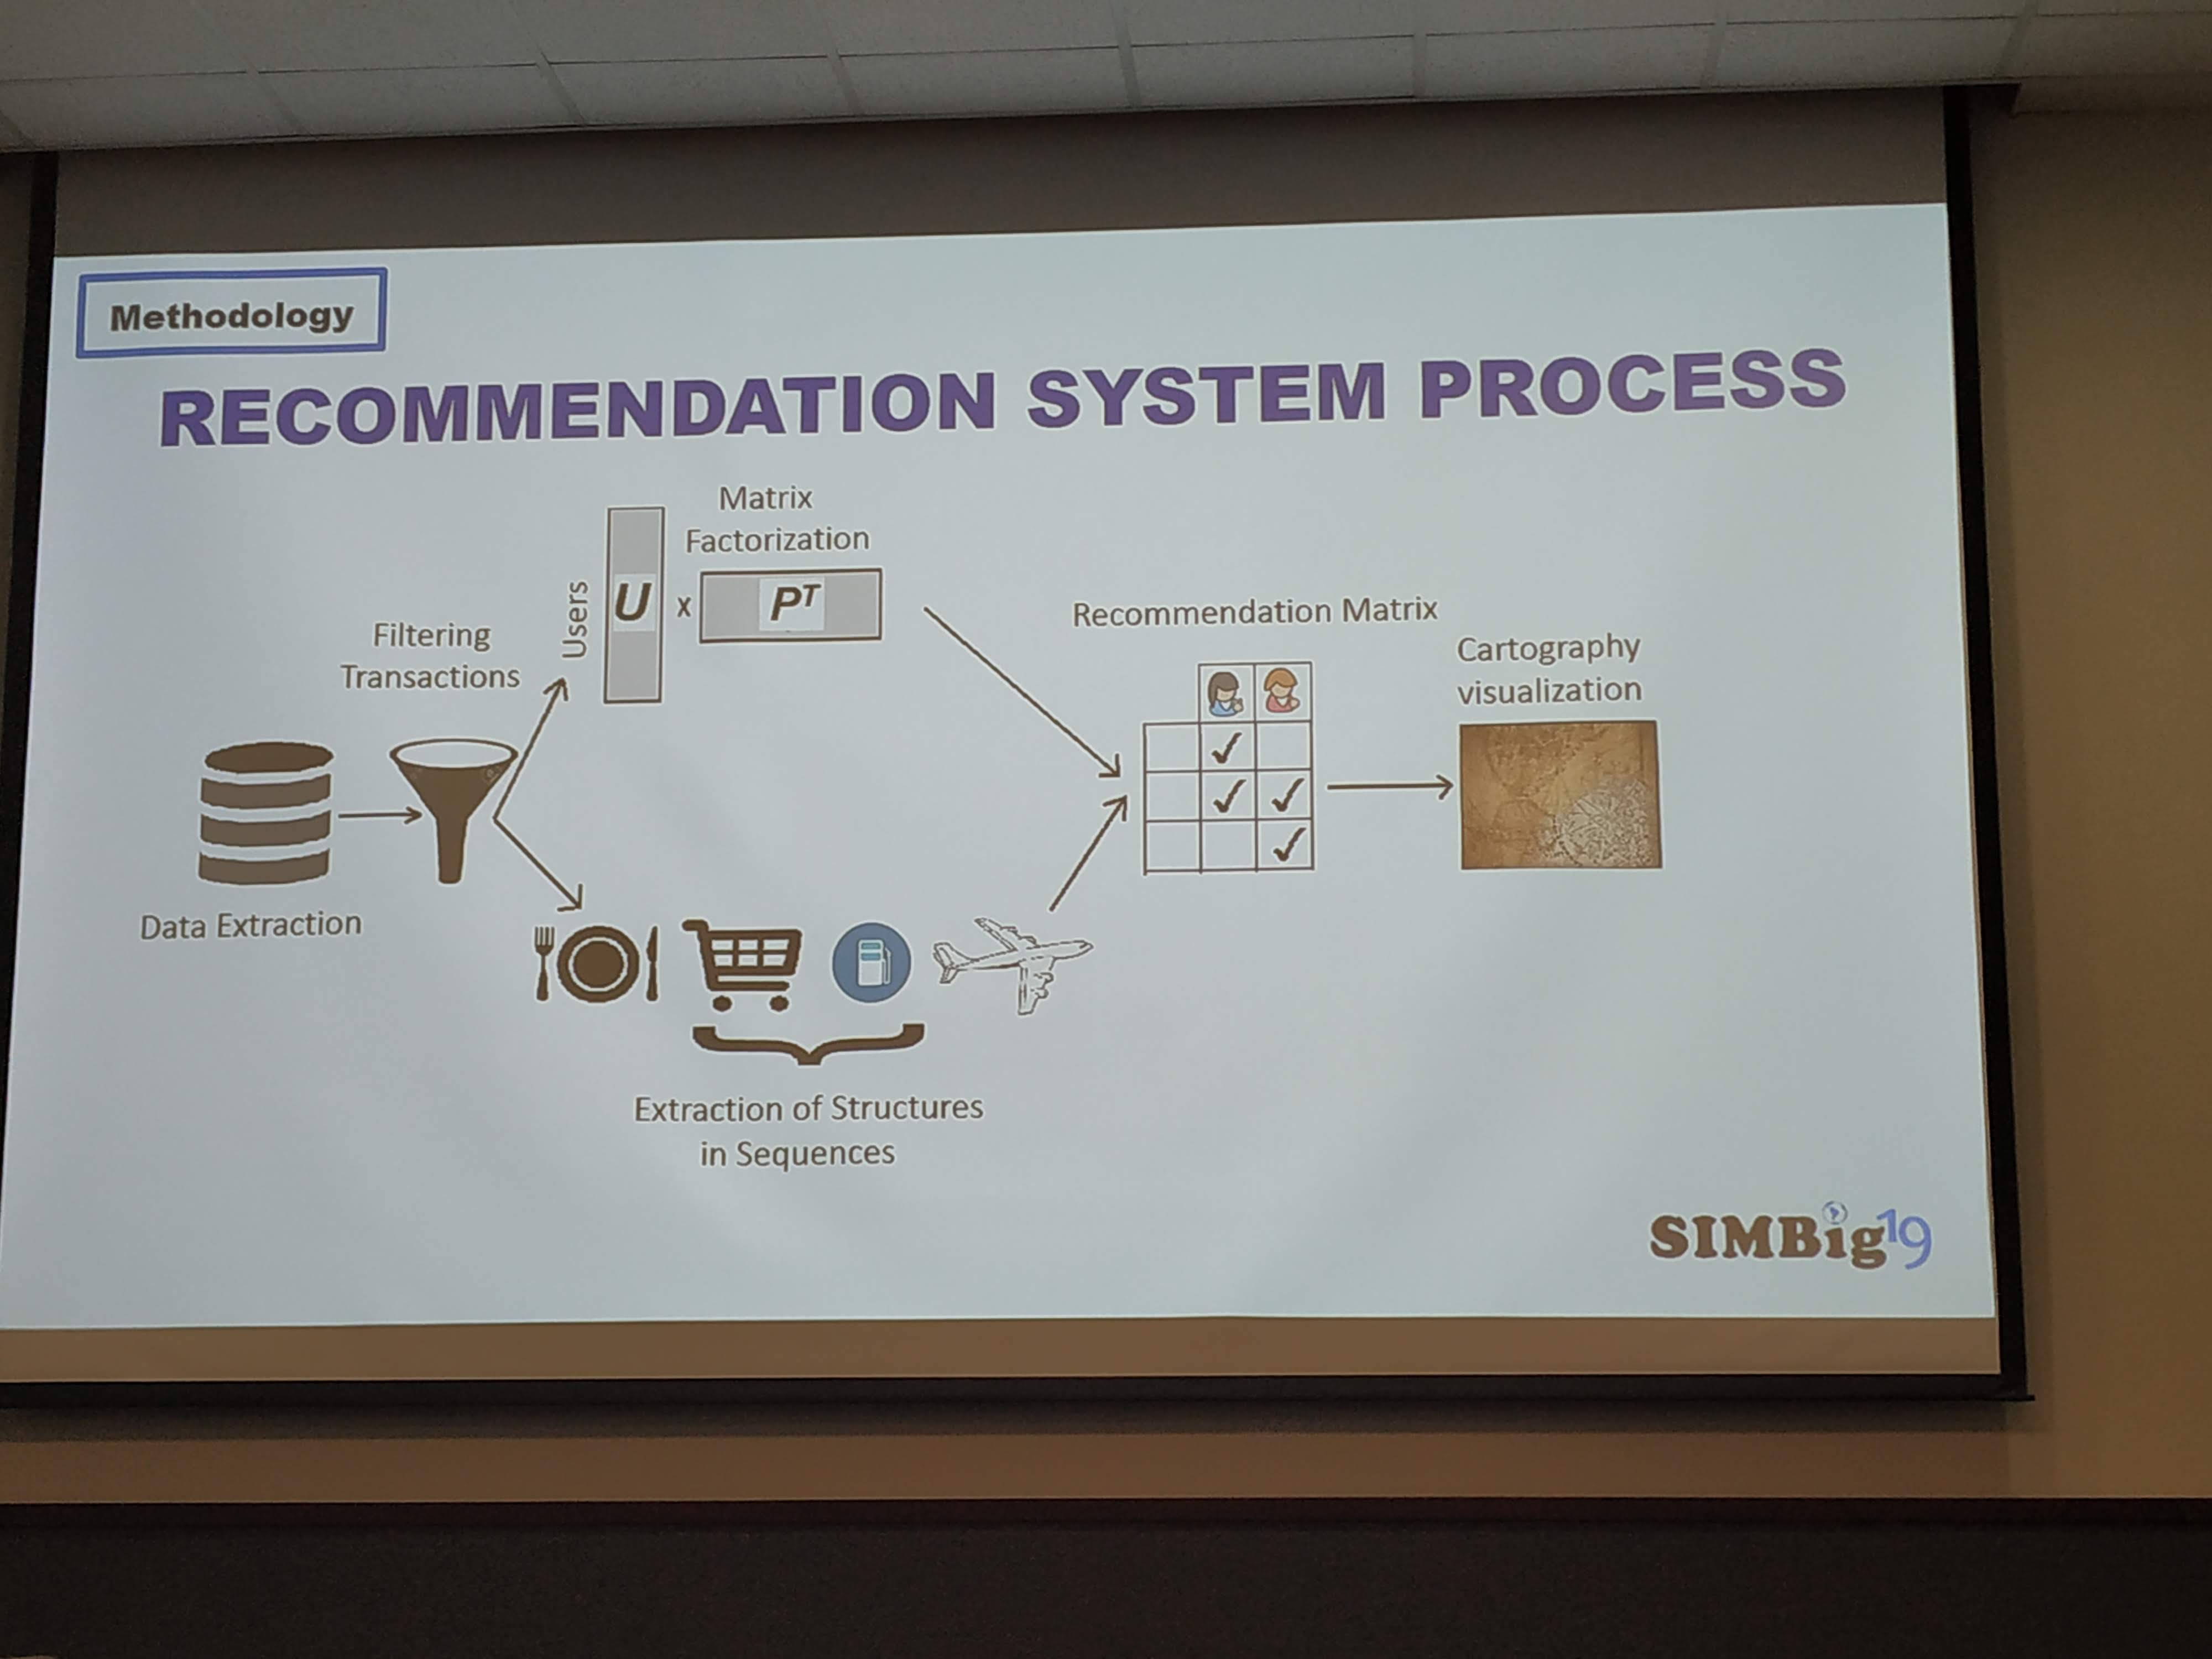 Methodology
RECOMMENDATION SYSTEM PROCESS
Matrix
Factorization
Users
U x Pᵀ
Filtering
Transactions
Data Extraction
Extraction of Structures
in Sequences
Recommendation Matrix
Cartography
visualization
SIMBig19